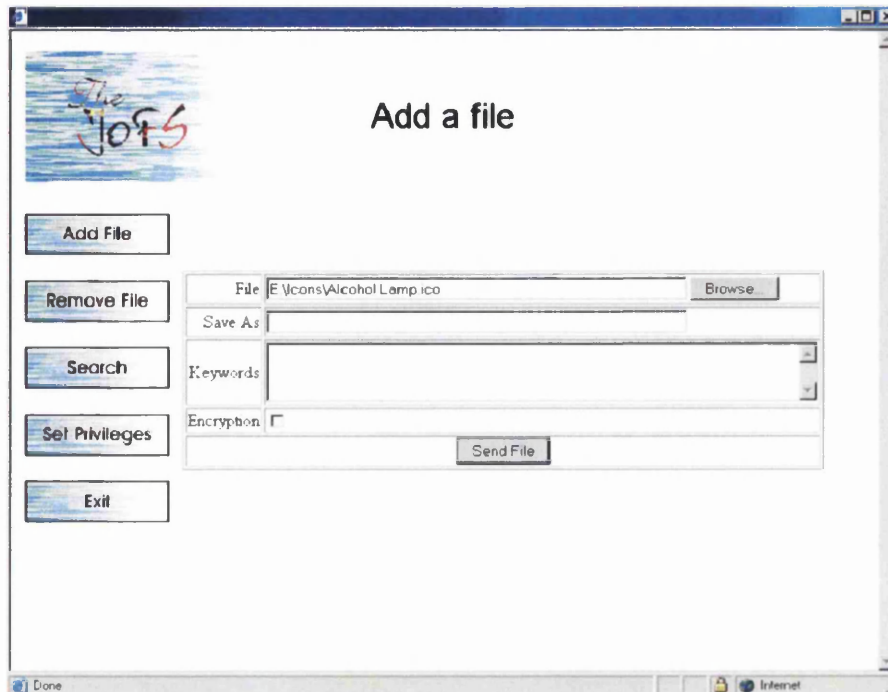 The
JoFS
Add a file
Add File
Remove File
Search
Set Privileges
Exit
File E:\Icons\Alcohol Lamp.ico Browse...
Save As
Keywords
Encryption
Send File
Done
Internet